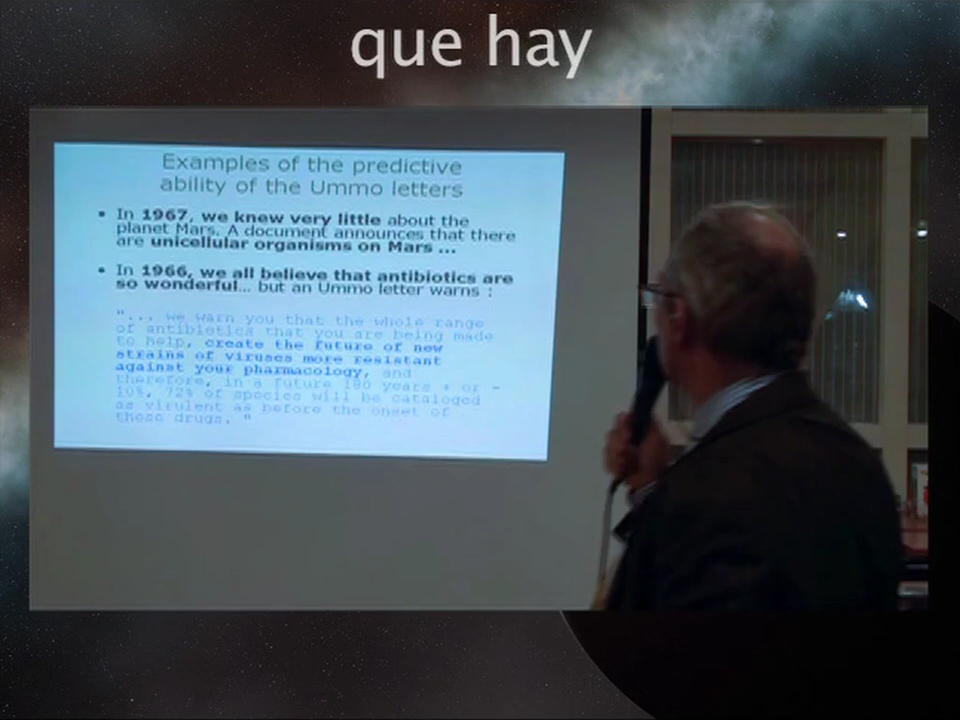 que hay
Examples of the predictive
ability of the Ummo letters
• In 1967, we knew very little about the
planet Mars. A document announces that there
are unicellular organisms on Mars ...
• In 1966, we all believe that antibiotics are
so wonderful... but an Ummo letter warns :
"... we warn you that the whole range
of antibiotics that you are being made
to help, create the future of new
strains of viruses more resistant
against your pharmacology, and
therefore, in a future 180 years + or -
10%, 72% of species will be cataloged
as virulent as before the onset of
those drugs. "